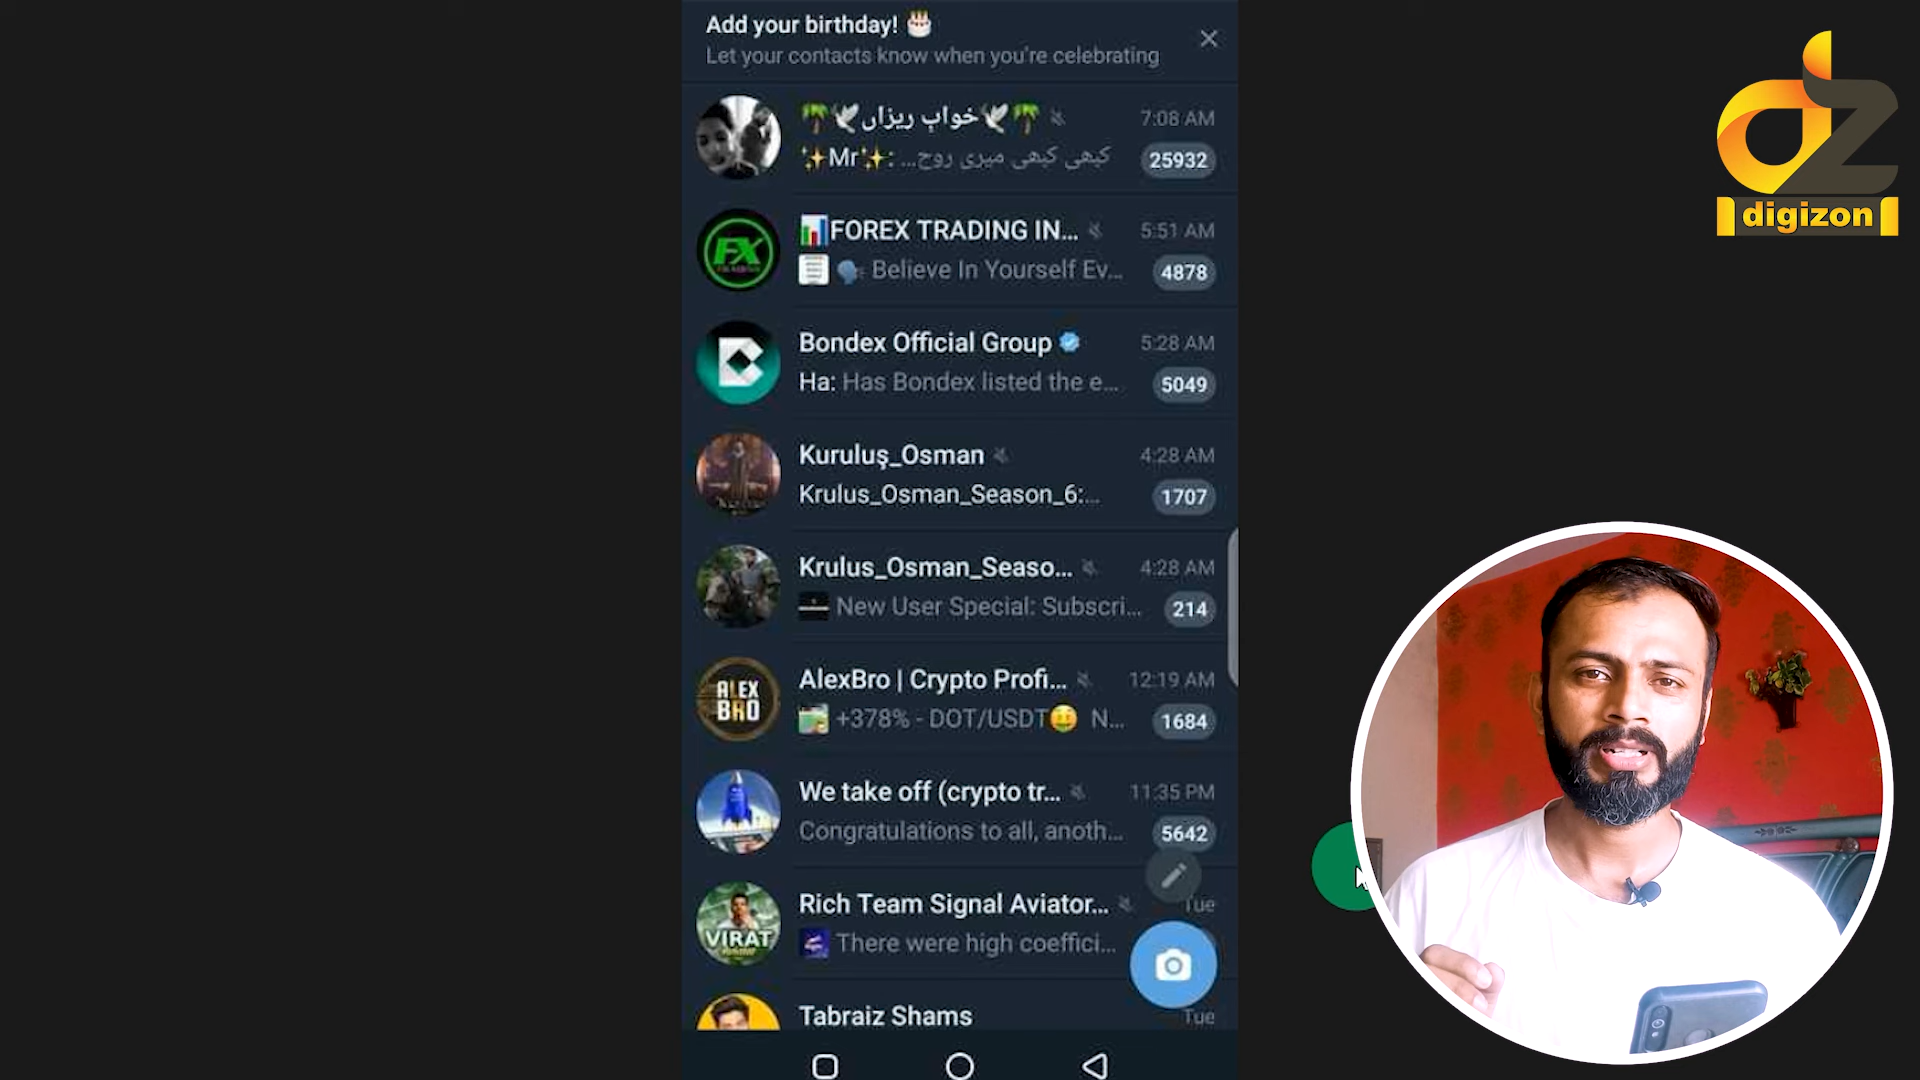 Add your birthday! 🎂
Let your contacts know when you're celebrating
🌴🕊خوابِ ریزاں🕊🌴 7:08 AM
✨Mr✨: کبھی کبھی میری روح... 25932
📊FOREX TRADING IN... 5:51 AM
🗣 Believe In Yourself Ev... 4878
Bondex Official Group 5:28 AM
Ha: Has Bondex listed the e... 5049
Kuruluş_Osman 4:28 AM
Krulus_Osman_Season_6:... 1707
Krulus_Osman_Seaso... 4:28 AM
New User Special: Subscri... 214
AlexBro | Crypto Profi... 12:19 AM
+378% - DOT/USDT🤑 N... 1684
We take off (crypto tr... 11:35 PM
Congratulations to all, anoth... 5642
Rich Team Signal Aviator... Tue
There were high coeffici...
Tabraiz Shams Tue
FX
ALEX
BRO
VIRAT
dz
digizon